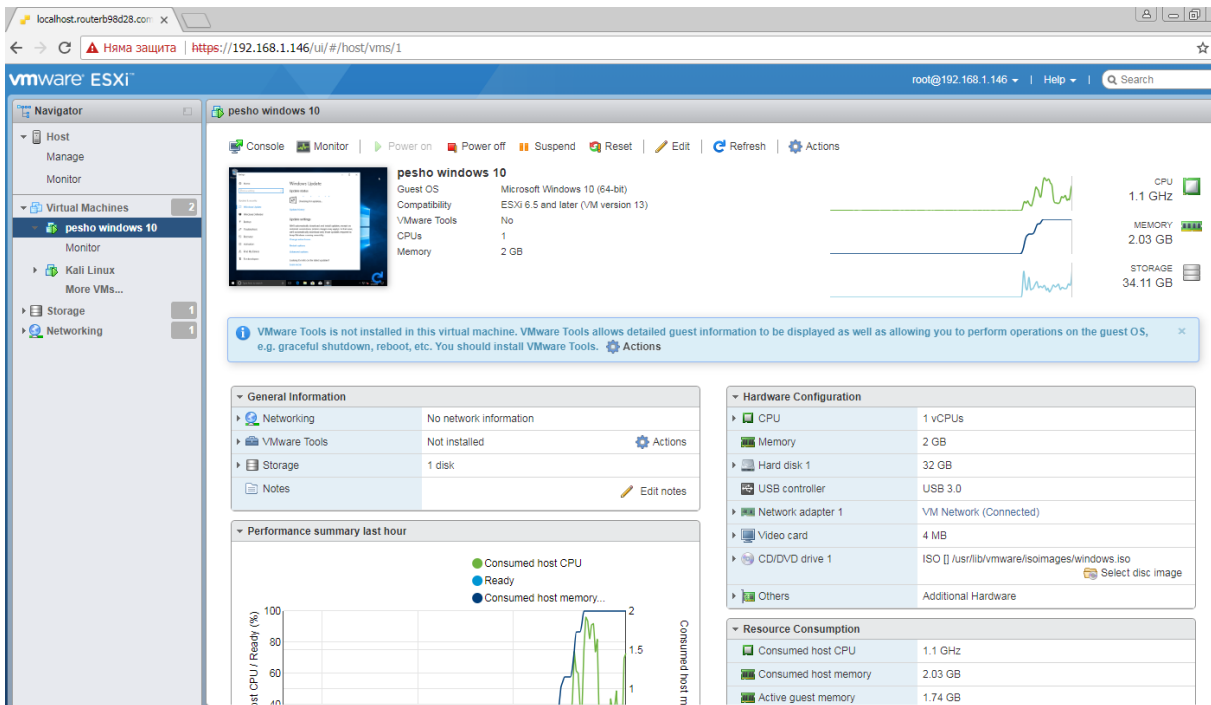 localhost.routerb98d28.com
Няма защита https://192.168.1.146/ui/#/host/vms/1
vmware ESXi™
root@192.168.1.146 | Help | Search
Navigator
Host
Manage
Monitor
Virtual Machines 2
pesho windows 10
Monitor
Kali Linux
More VMs...
Storage 1
Networking 1
pesho windows 10
Console Monitor Power on Power off Suspend Reset Edit Refresh Actions
Windows Update
pesho windows 10
Guest OS Microsoft Windows 10 (64-bit)
Compatibility ESXi 6.5 and later (VM version 13)
VMware Tools No
CPUs 1
Memory 2 GB
CPU
1.1 GHz
MEMORY
2.03 GB
STORAGE
34.11 GB
VMware Tools is not installed in this virtual machine. VMware Tools allows detailed guest information to be displayed as well as allowing you to perform operations on the guest OS,
e.g. graceful shutdown, reboot, etc. You should install VMware Tools. Actions
General Information
Networking No network information
VMware Tools Not installed Actions
Storage 1 disk
Notes Edit notes
Performance summary last hour
Consumed host CPU
Ready
Consumed host memory...
100
80
60
40
2
1.5
1
ost CPU / Ready (%)
Consumed host m
Hardware Configuration
CPU 1 vCPUs
Memory 2 GB
Hard disk 1 32 GB
USB controller USB 3.0
Network adapter 1 VM Network (Connected)
Video card 4 MB
CD/DVD drive 1 ISO [] /usr/lib/vmware/isoimages/windows.iso
Select disc image
Others Additional Hardware
Resource Consumption
Consumed host CPU 1.1 GHz
Consumed host memory 2.03 GB
Active guest memory 1.74 GB